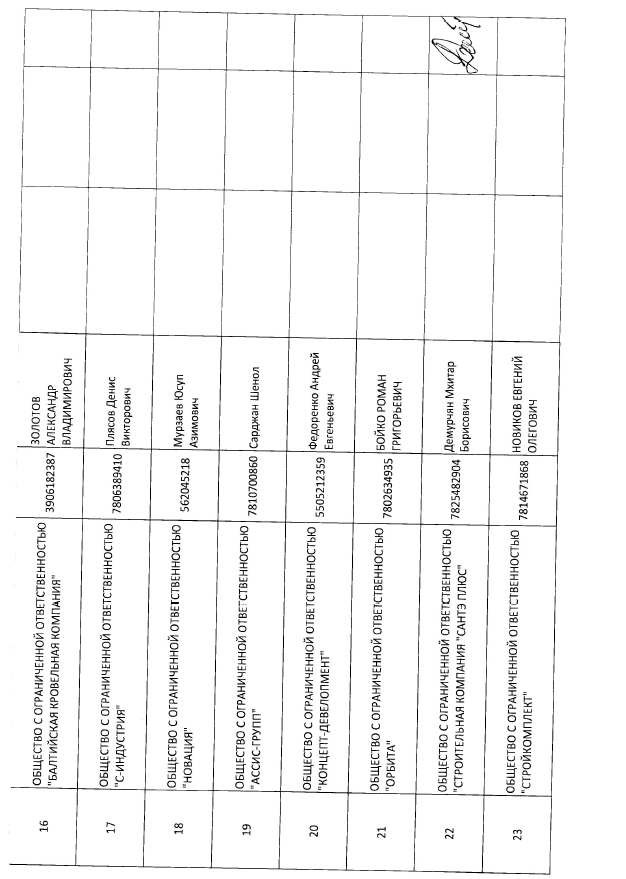 16
ОБЩЕСТВО С ОГРАНИЧЕННОЙ ОТВЕТСТВЕННОСТЬЮ
"БАЛТИЙСКАЯ КРОВЕЛЬНАЯ КОМПАНИЯ"
3906182387
ЗОЛОТОВ
АЛЕКСАНДР
ВЛАДИМИРОВИЧ
17
ОБЩЕСТВО С ОГРАНИЧЕННОЙ ОТВЕТСТВЕННОСТЬЮ
"С-ИНДУСТРИЯ"
7806389410
Плясов Денис
Викторович
18
ОБЩЕСТВО С ОГРАНИЧЕННОЙ ОТВЕТСТВЕННОСТЬЮ
"НОВАЦИЯ"
562045218
Мурзаев Юсуп
Азимович
19
ОБЩЕСТВО С ОГРАНИЧЕННОЙ ОТВЕТСТВЕННОСТЬЮ
"АССИС-ГРУПП"
7810700860
Сарджан Шенол
20
ОБЩЕСТВО С ОГРАНИЧЕННОЙ ОТВЕТСТВЕННОСТЬЮ
"КОНЦЕПТ-ДЕВЕЛОПМЕНТ"
5505212359
Федоренко Андрей
Евгеньевич
21
ОБЩЕСТВО С ОГРАНИЧЕННОЙ ОТВЕТСТВЕННОСТЬЮ
"ОРБИТА"
7802634935
БОЙКО РОМАН
ГРИГОРЬЕВИЧ
22
ОБЩЕСТВО С ОГРАНИЧЕННОЙ ОТВЕТСТВЕННОСТЬЮ
"СТРОИТЕЛЬНАЯ КОМПАНИЯ "САНТЭ ПЛЮС"
7825482904
Демурчян Мхитар
Борисович
23
ОБЩЕСТВО С ОГРАНИЧЕННОЙ ОТВЕТСТВЕННОСТЬЮ
"СТРОЙКОМПЛЕКТ"
7814671868
НОВИКОВ ЕВГЕНИЙ
ОЛЕГОВИЧ